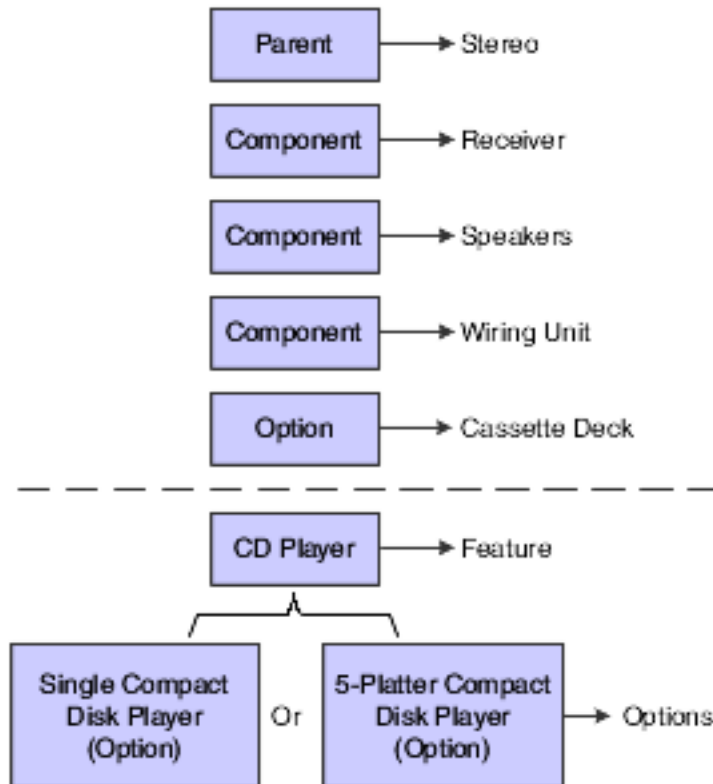 Parent Stereo
Component Receiver
Component Speakers
Component Wiring Unit
Option Cassette Deck
CD Player Feature
Single Compact
Disk Player
(Option)
Or
5-Platter Compact
Disk Player
(Option)
Options